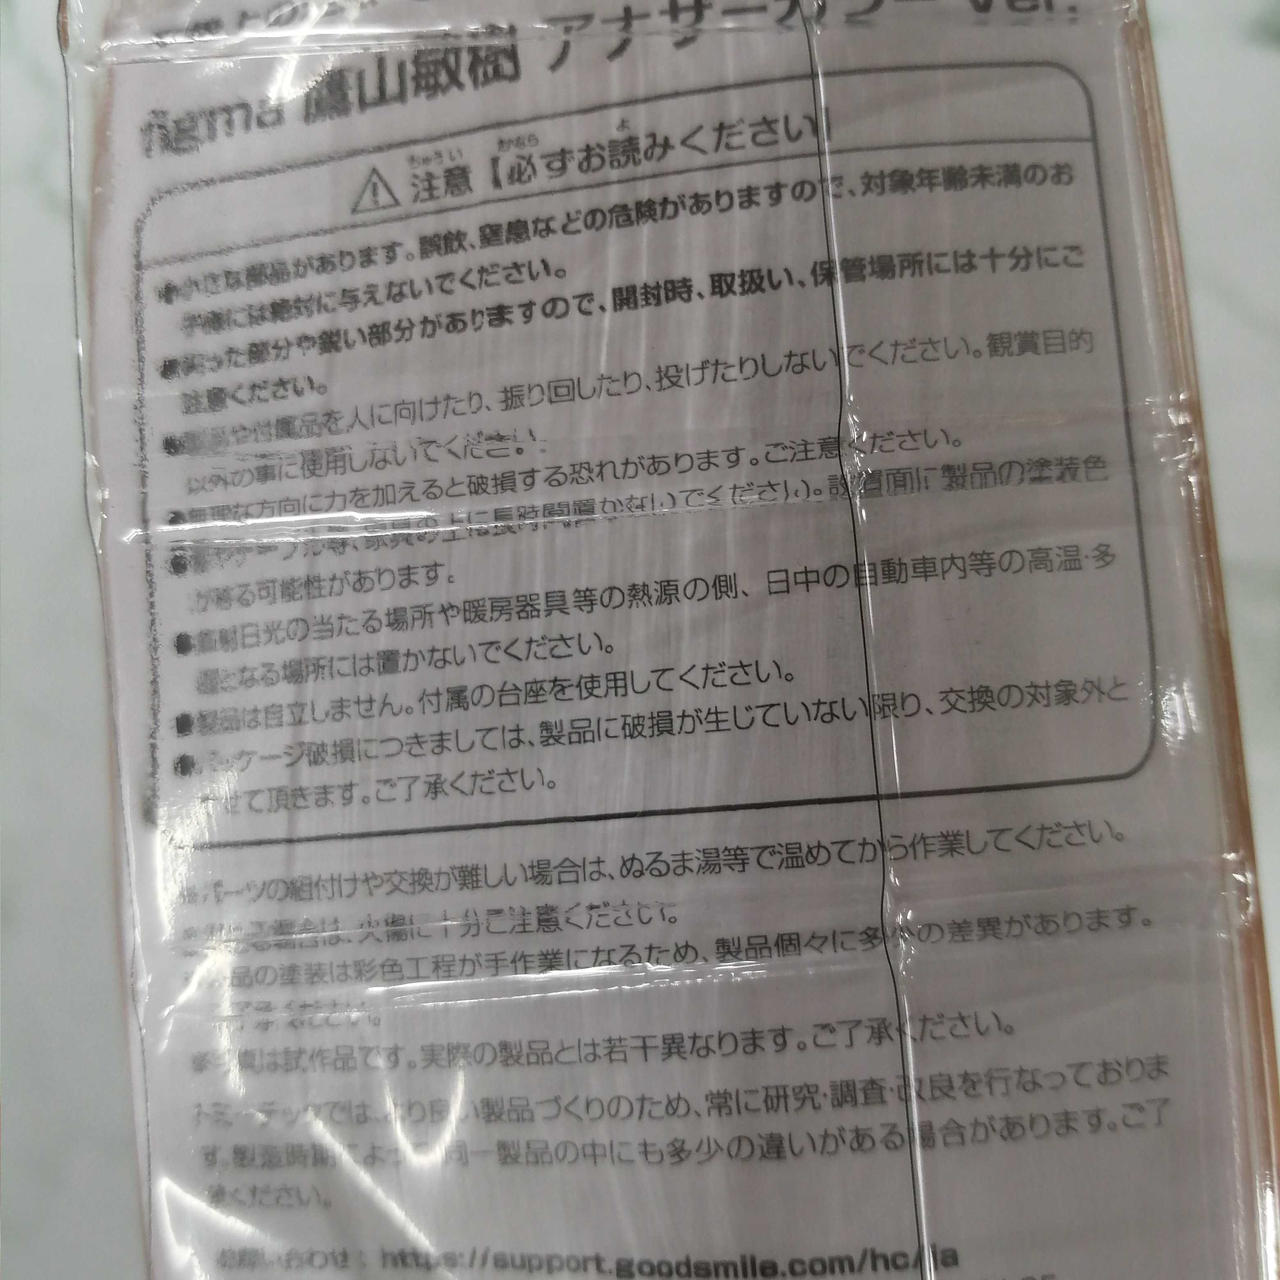 figma 鷹山敏樹 アナザーカラー ver.
⚠注意【必ずお読みください】
●小さな部品があります。誤飲、窒息などの危険がありますので、対象年齢未満のお
子様には絶対に与えないでください。
●尖った部分や鋭い部分がありますので、開封時、取扱い、保管場所には十分にご
注意ください。
●製品や付属品を人に向けたり、振り回したり、投げたりしないでください。観賞目的
以外の事に使用しないでください。
●無理な方向に力を加えると破損する恐れがあります。ご注意ください。
テーブル等、家具の上に長時間置かないでください。設置面に製品の塗装色
が移る可能性があります。
●直射日光の当たる場所や暖房器具等の熱源の側、日中の自動車内等の高温・多
湿となる場所には置かないでください。
●製品は自立しません。付属の台座を使用してください。
●パッケージ破損につきましては、製品に破損が生じていない限り、交換の対象外と
させて頂きます。ご了承ください。
※パーツの組付けや交換が難しい場合は、ぬるま湯等で温めてから作業してください。
場合は、火傷に十分ご注意ください。
※製品の塗装は彩色工程が手作業になるため、製品個々に多少の差異があります。
ご了承ください。
※写真は試作品です。実際の製品とは若干異なります。ご了承ください。
トミーテックでは、より良い製品づくりのため、常に研究・調査・改良を行なっておりま
す。製造時期によって、同一製品の中にも多少の違いがある場合があります。ご了
承ください。
お問い合わせ：https://support.goodsmile.com/hc/ja